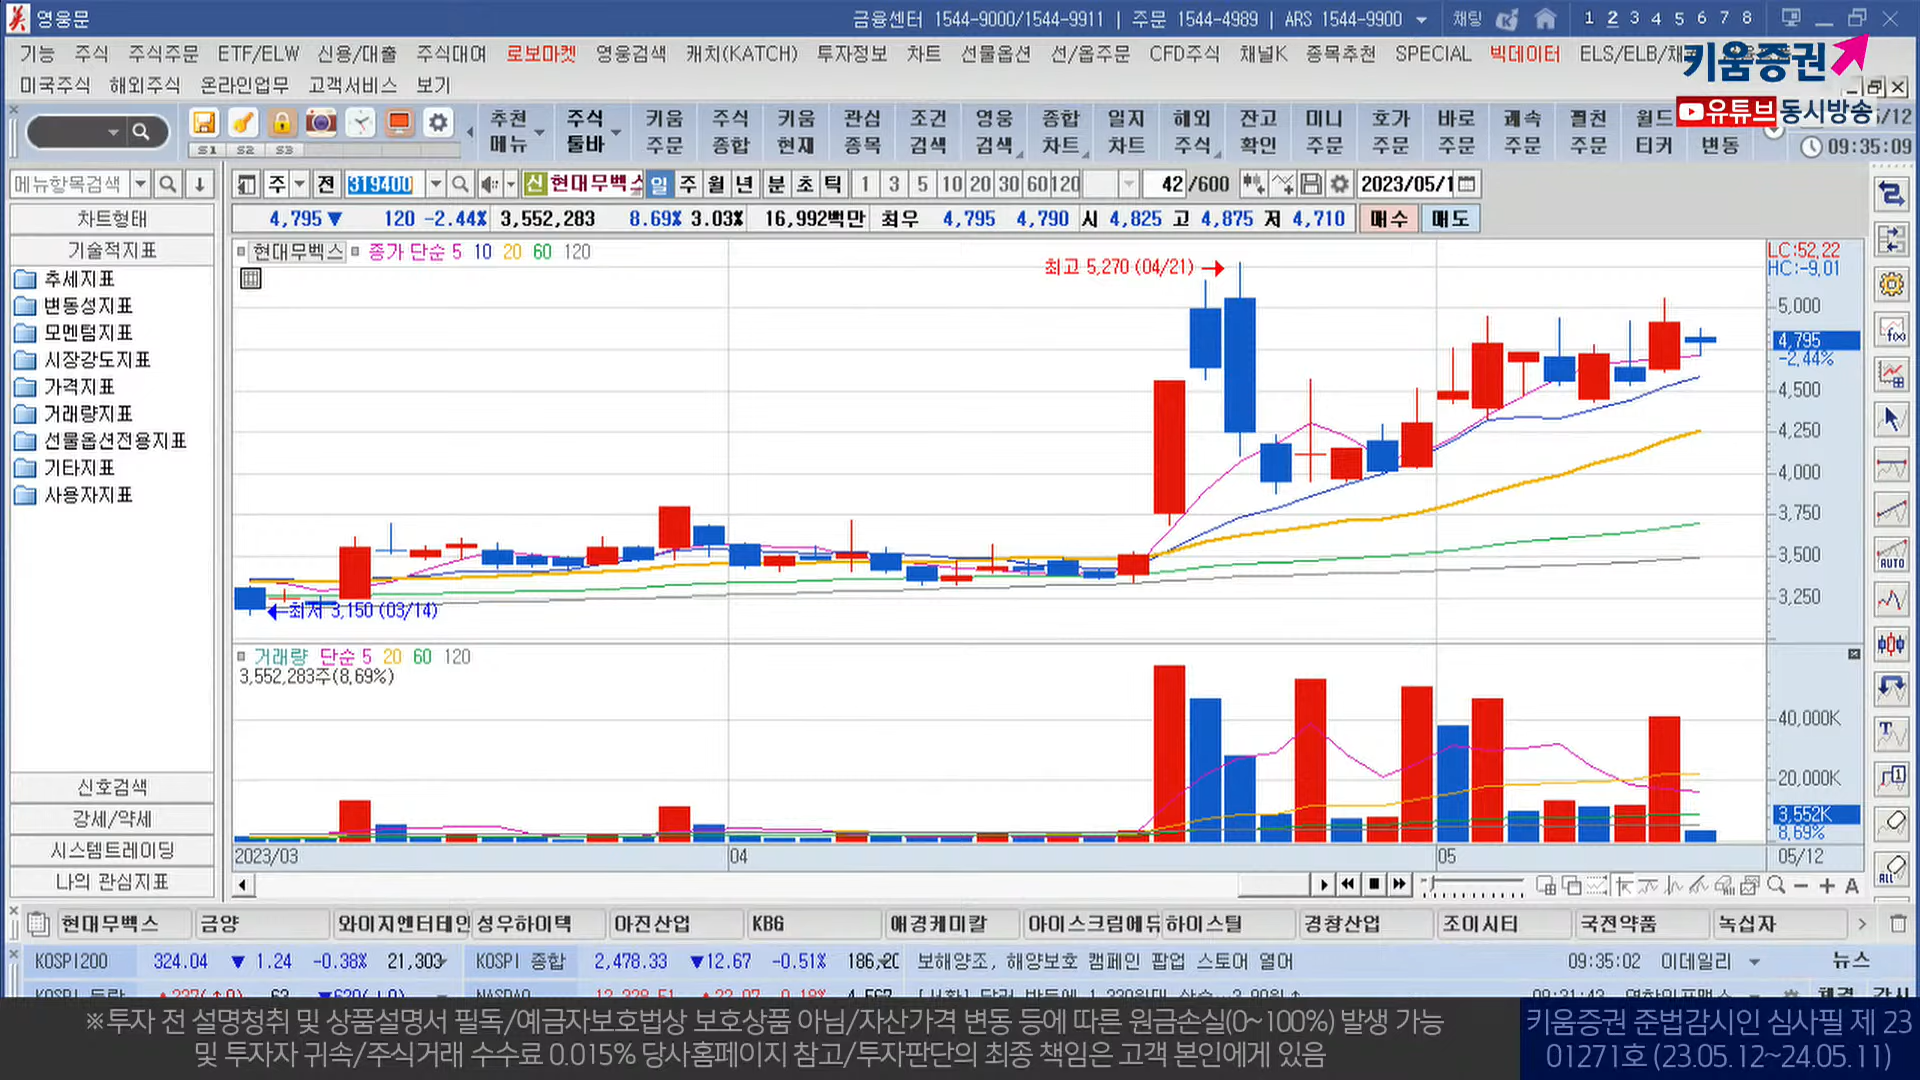 영웅문
금융센터 1544-9000/1544-9911 | 주문 1544-4989 | ARS 1544-9900
채팅
1 2 3 4 5 6 7 8
기능 주식 주식주문 ETF/ELW 신용/대출 주식대여 로보마켓 영웅검색 캐치(KATCH) 투자정보 차트 선물옵션 선/옵주문 CFD주식 채널K 종목추천 SPECIAL 빅데이터 ELS/ELB/채
미국주식 해외주식 온라인업무 고객서비스 보기
키움증권
유튜브 동시방송
S1 S2 S3
추천 메뉴
주식 툴바
키움 주문
주식 종합
키움 현재
관심 종목
조건 검색
영웅 검색
종합 차트
일지 차트
해외 주식
잔고 확인
미니 주문
호가 주문
바로 주문
쾌속 주문
월드 티커
변동
09:35:09
메뉴항목검색
주 전 319400 신 현대무벡스 일 주 월 년 분 초 틱 1 3 5 10 20 30 60 120 42 /600 2023/05/1
4,795 ▼ 120 -2.44% 3,552,283 8.69% 3.03% 16,992백만 최우 4,795 4,790 시 4,825 고 4,875 저 4,710 매수 매도
차트형태
기술적지표
추세지표
변동성지표
모멘텀지표
시장강도지표
가격지표
거래량지표
선물옵션전용지표
기타지표
사용자지표
신호검색
강세/약세
시스템트레이딩
나의 관심지표
현대무벡스 종가 단순 5 10 20 60 120
최고 5,270 (04/21)
최저 3,150 (03/14)
LC:52.22
HC:-9.01
5,000
4,795
-2.44%
4,500
4,250
4,000
3,750
3,500
3,250
거래량 단순 5 20 60 120
3,552,283주(8.69%)
40,000K
20,000K
3,552K
8.69%
2023/03 04 05 05/12
f(x)
AUTO
ALL
A
현대무벡스 금양 와이지엔터테인 성우하이텍 아진산업 KBG 애경케미칼 아이스크림에듀 하이스틸 경창산업 조이시티 국전약품 녹십자
KOSPI200 324.04 ▼ 1.24 -0.38% 21,303 KOSPI 종합 2,478.33 ▼12.67 -0.51% 보해양조, 해양보호 캠페인 팝업 스토어 열어 09:35:02 이데일리 뉴스
※투자 전 설명청취 및 상품설명서 필독/예금자보호법상 보호상품 아님/자산가격 변동 등에 따른 원금손실(0~100%) 발생 가능
및 투자자 귀속/주식거래 수수료 0.015% 당사홈페이지 참고/투자판단의 최종 책임은 고객 본인에게 있음
키움증권 준법감시인 심사필 제 23
01271호 (23.05.12~24.05.11)